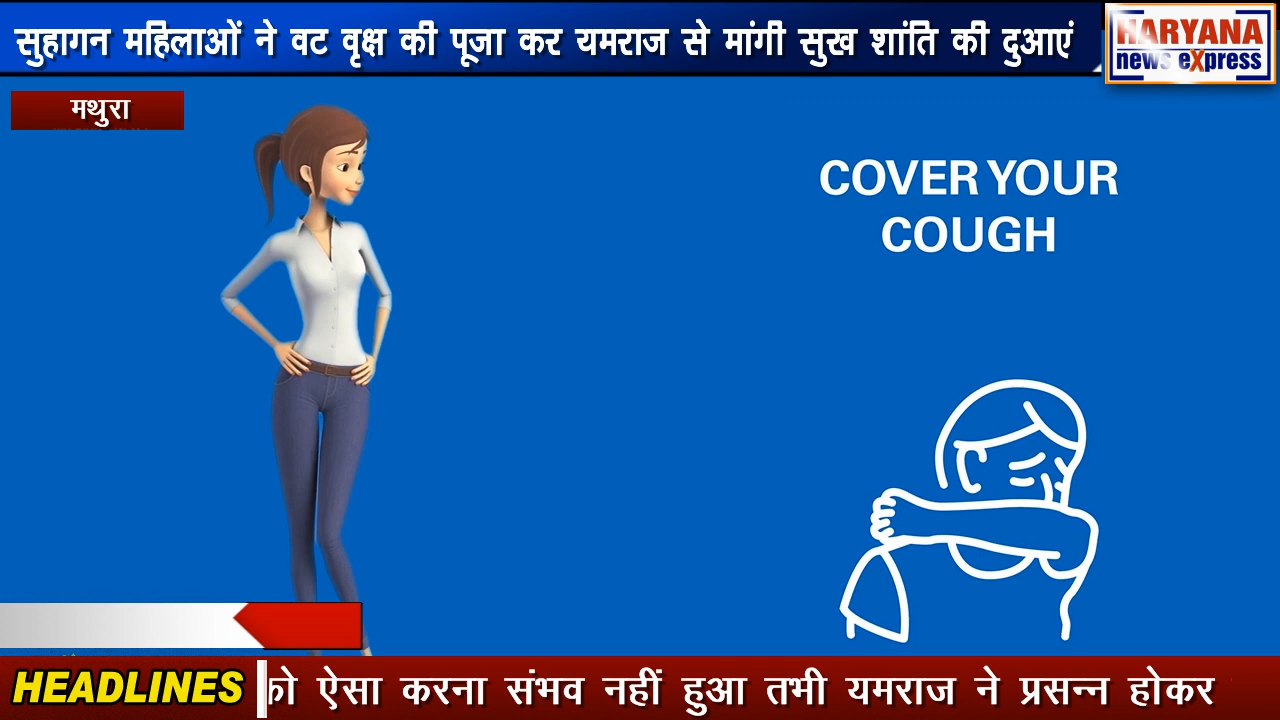 सुहागन महिलाओं ने वट वृक्ष की पूजा कर यमराज से मांगी सुख शांति की दुआएं
HARYANA
news eXpress
मथुरा
COVER YOUR
COUGH
HEADLINES
को ऐसा करना संभव नहीं हुआ तभी यमराज ने प्रसन्न होकर